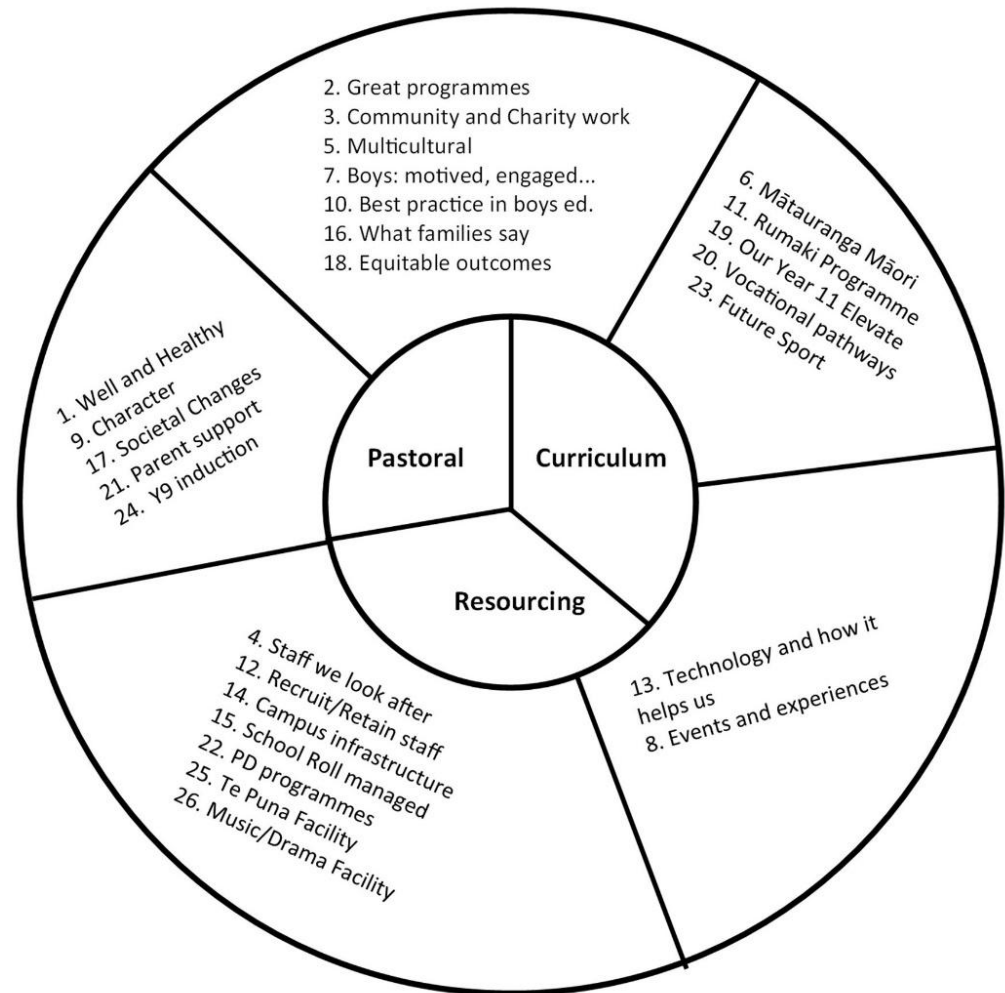 2. Great programmes
3. Community and Charity work
5. Multicultural
7. Boys: motived, engaged...
10. Best practice in boys ed.
16. What families say
18. Equitable outcomes
6. Mātauranga Māori
11. Rumaki Programme
19. Our Year 11 Elevate
20. Vocational pathways
23. Future Sport
1. Well and Healthy
9. Character
17. Societal Changes
21. Parent support
24. Y9 induction
Pastoral
Curriculum
Resourcing
4. Staff we look after
12. Recruit/Retain staff
14. Campus infrastructure
15. School Roll managed
22. PD programmes
25. Te Puna Facility
26. Music/Drama Facility
13. Technology and how it
helps us
8. Events and experiences